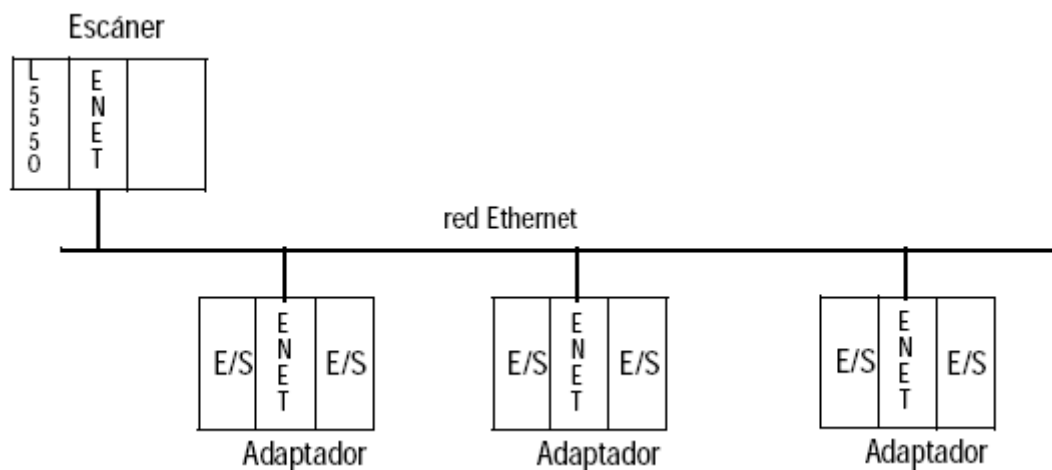 Escáner
L5550
ENET
red Ethernet
E/S
ENET
E/S
E/S
ENET
E/S
E/S
ENET
E/S
Adaptador
Adaptador
Adaptador